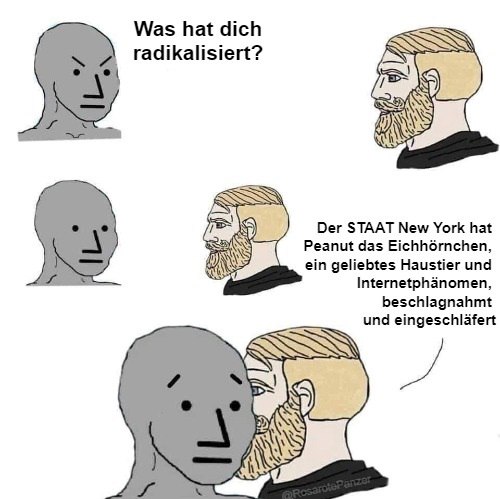 Was hat dich
radikalisiert?
Der STAAT New York hat
Peanut das Eichhörnchen,
ein geliebtes Haustier und
Internetphänomen,
beschlagnahmt
und eingeschläfert
@RosarotePanzer